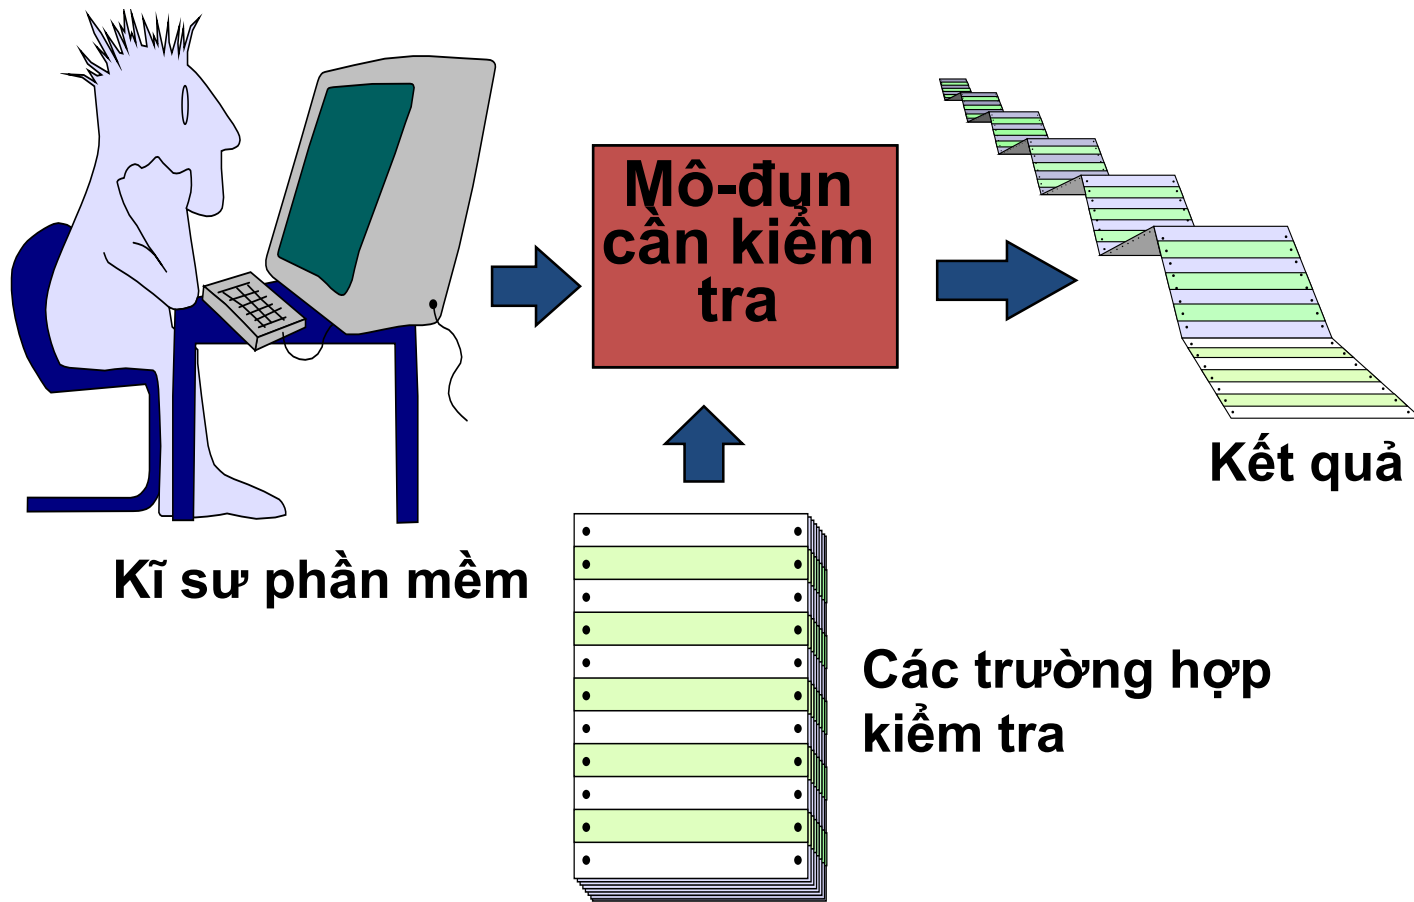 Mô-đun
cần kiểm
tra
Kết quả
Kĩ sư phần mềm
Các trường hợp
kiểm tra